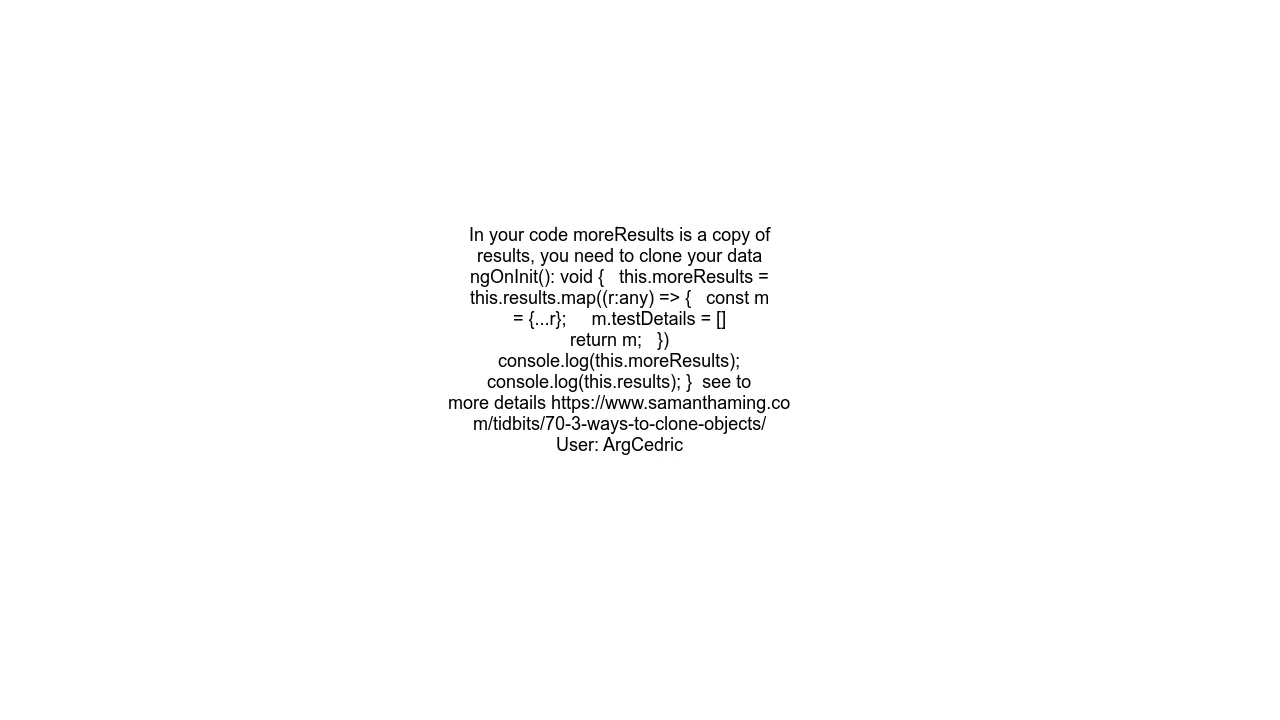 In your code moreResults is a copy of
results, you need to clone your data
ngOnInit(): void {   this.moreResults =
this.results.map((r:any) => {   const m
= {...r};     m.testDetails = []
return m;   })
console.log(this.moreResults);
console.log(this.results); }  see to
more details https://www.samanthaming.co
m/tidbits/70-3-ways-to-clone-objects/
User: ArgCedric